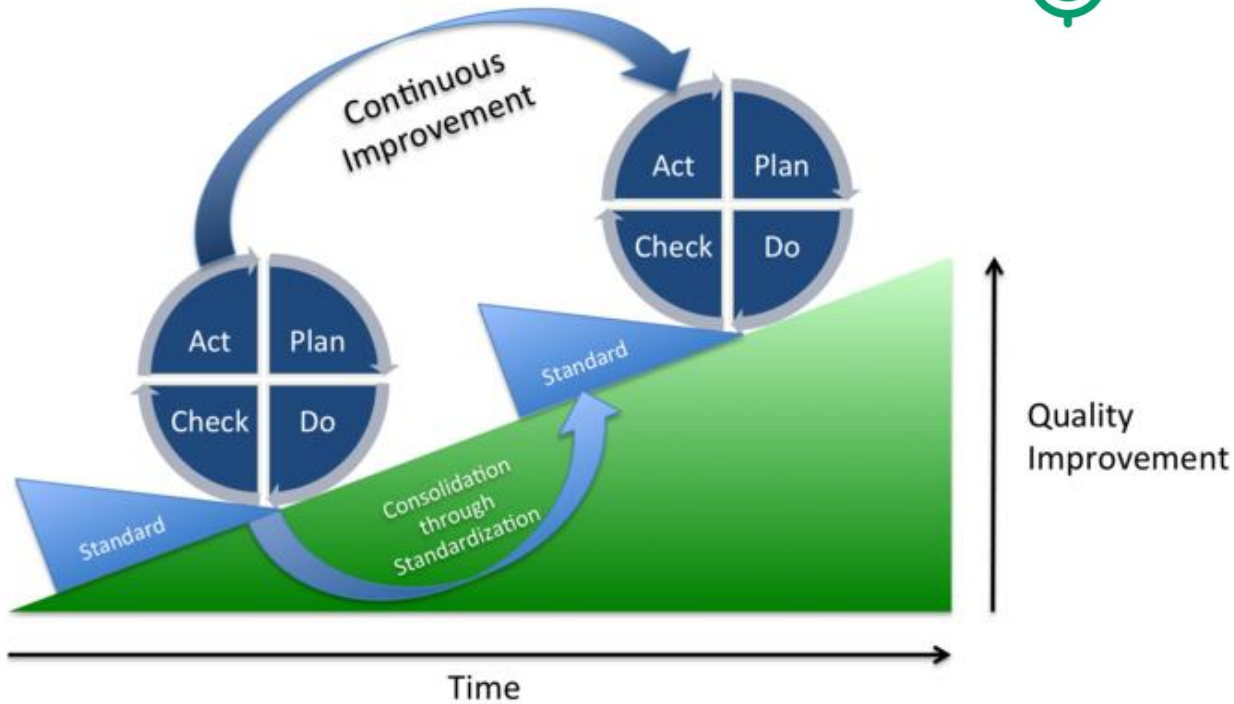 Continuous
Improvement
Act
Plan
Check
Do
Act
Plan
Check
Do
Standard
Standard
Consolidation
through
Standardization
Quality
Improvement
Time